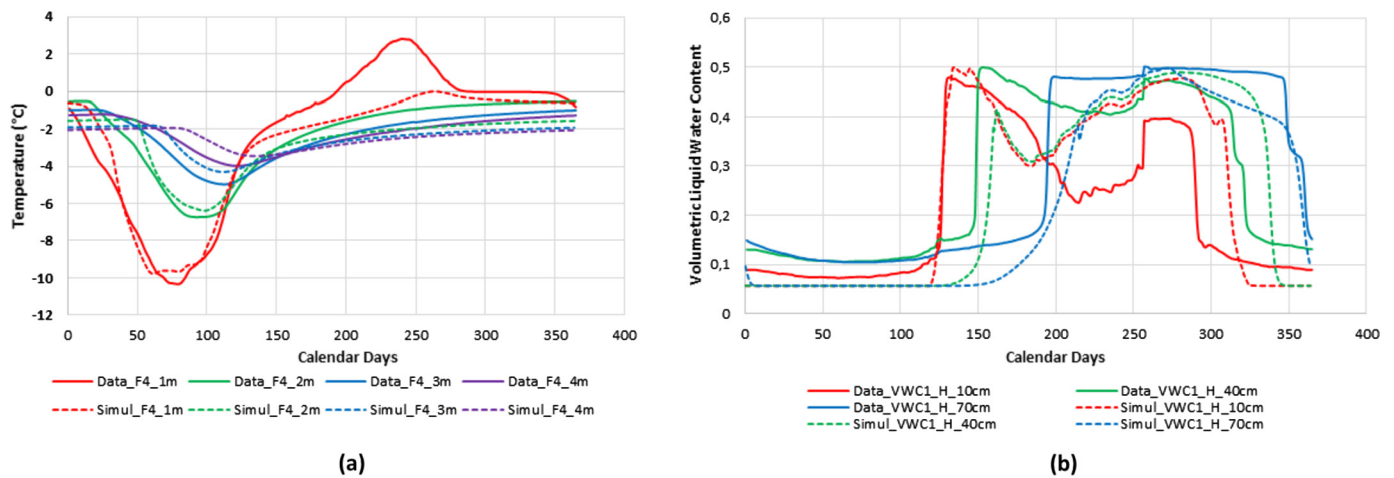 4
2
0
-2
-4
-6
-8
-10
-12
Temperature (°C)
0 50 100 150 200 250 300 350 400
Calendar Days
Data_F4_1m Data_F4_2m Data_F4_3m Data_F4_4m
Simul_F4_1m Simul_F4_2m Simul_F4_3m Simul_F4_4m
(a)
0,6
0,5
0,4
0,3
0,2
0,1
0
Volumetric LiquidWater Content
0 50 100 150 200 250 300 350 400
Calendar Days
Data_VWC1_H_10cm Data_VWC1_H_40cm
Data_VWC1_H_70cm Simul_VWC1_H_10cm
Simul_VWC1_H_40cm Simul_VWC1_H_70cm
(b)